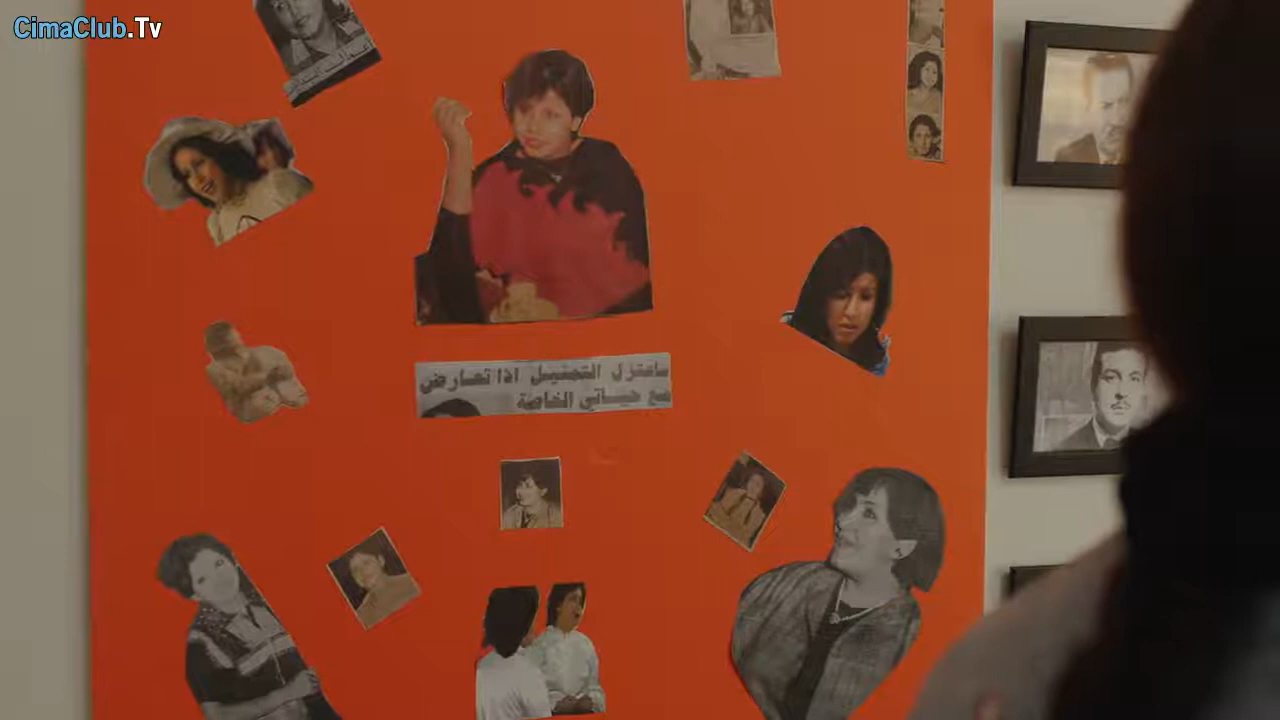 CimaClub.Tv
سأعتزل التمثيل اذا تعارض
مع حياتي الخاصة